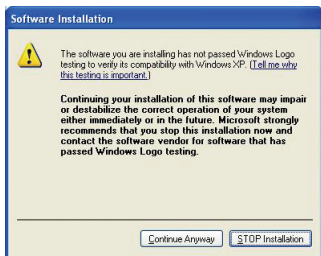 Software Installation
The software you are installing has not passed Windows Logo
testing to verify its compatibility with Windows XP. (Tell me why
this testing is important.)
Continuing your installation of this software may impair
or destabilize the correct operation of your system
either immediately or in the future. Microsoft strongly
recommends that you stop this installation now and
contact the software vendor for software that has
passed Windows Logo testing.
Continue Anyway
STOP Installation